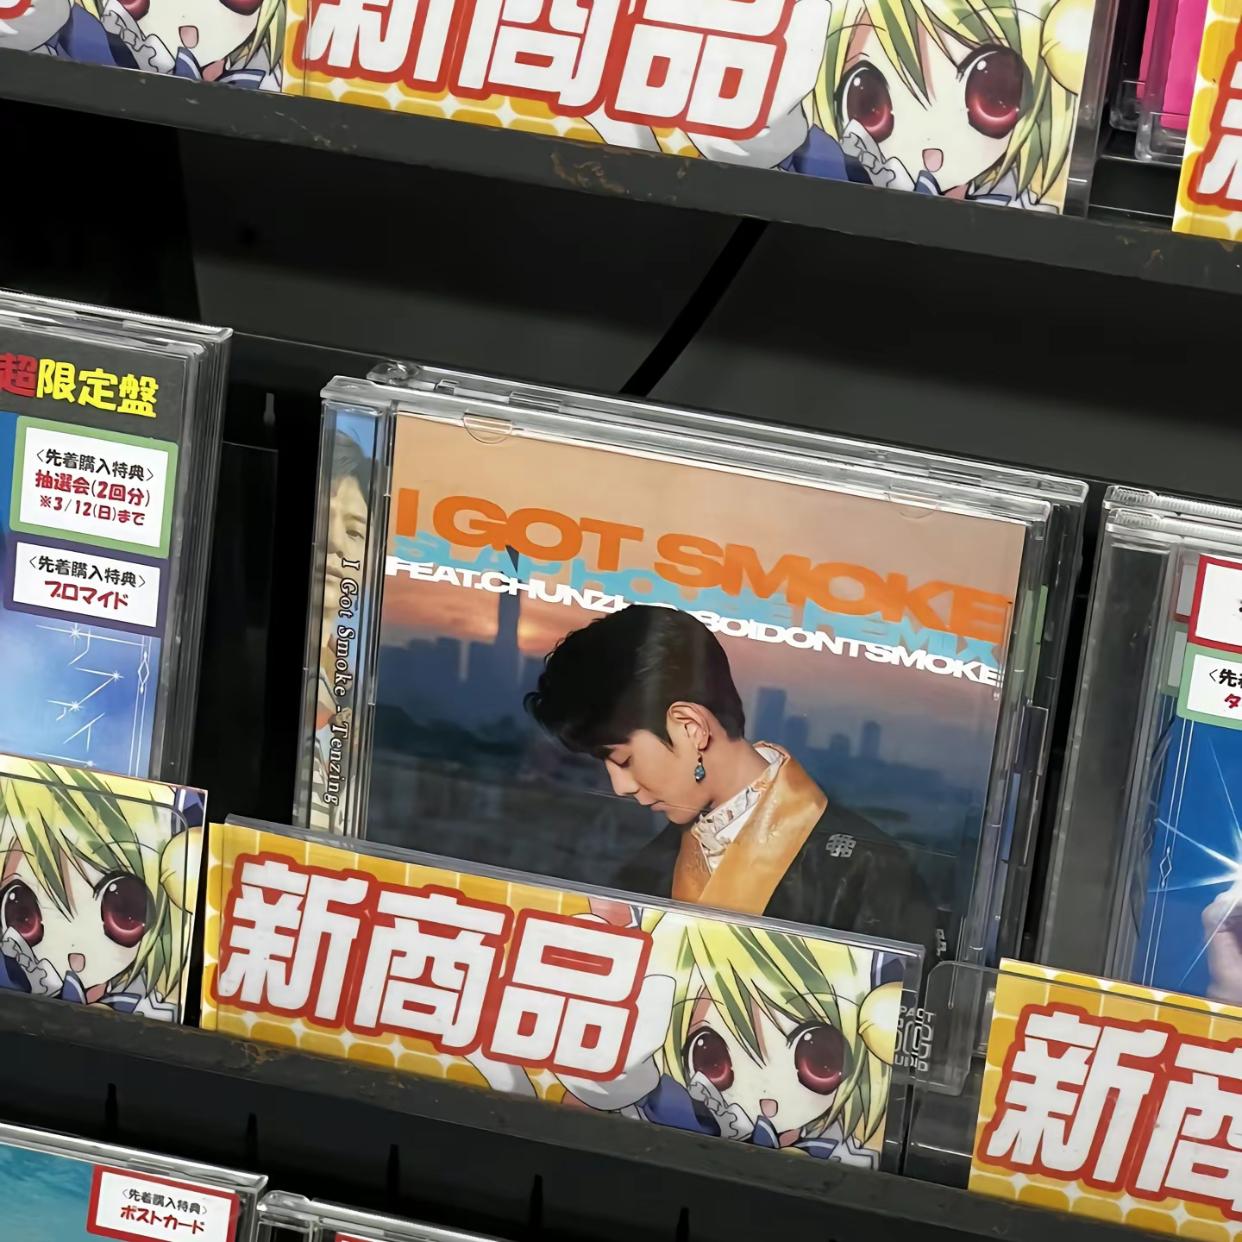 新商品
超限定盤
〈先着購入特典〉
抽選会(2回分)
※3/12(日)まで
〈先着購入特典〉
ブロマイド
I GOT SMOKE
FEAT.CHUNZH
BOIDONTSMOKE
I Got Smoke - Tenzing
新商品
新商
〈先着購入特典〉
ポストカード